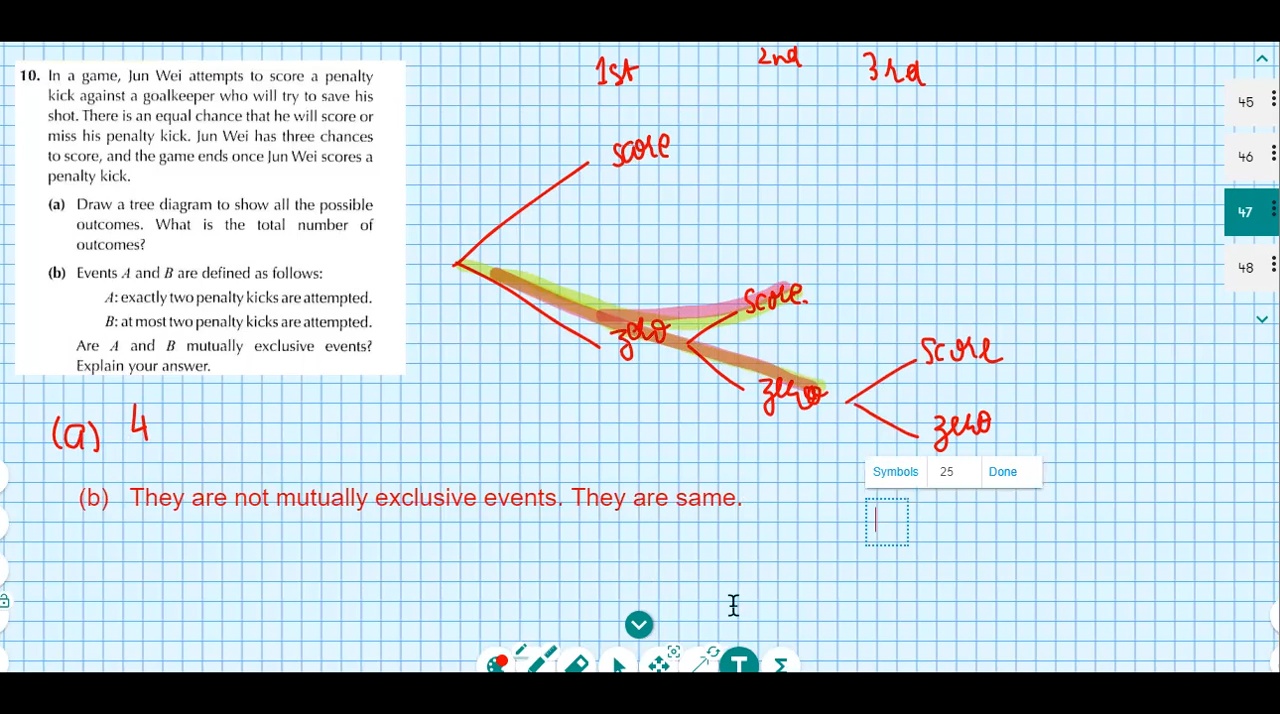 1st 2nd 3rd
10. In a game, Jun Wei attempts to score a penalty
kick against a goalkeeper who will try to save his
shot. There is an equal chance that he will score or
miss his penalty kick. Jun Wei has three chances
to score, and the game ends once Jun Wei scores a
penalty kick.
(a) Draw a tree diagram to show all the possible
outcomes. What is the total number of
outcomes?
(b) Events A and B are defined as follows:
A: exactly two penalty kicks are attempted.
B: at most two penalty kicks are attempted.
Are A and B mutually exclusive events?
Explain your answer.
score
score.
zero
score
zero
zero
(a) 4
Symbols 25 Done
(b) They are not mutually exclusive events. They are same.
45
46
47
48
T
Σ